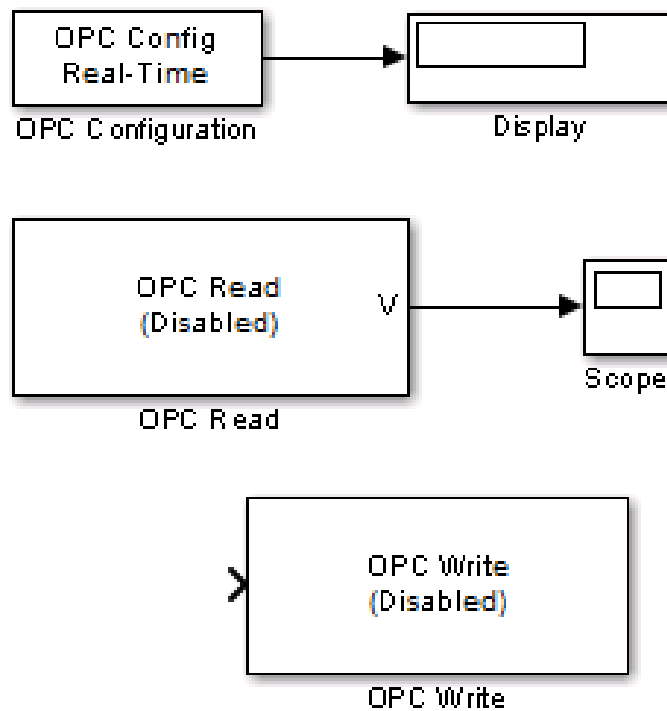 OPC Config
Real-Time
OPC Configuration
Display
OPC Read
(Disabled)
V
OPC Read
Scope
OPC Write
(Disabled)
OPC Write